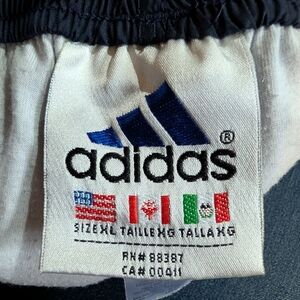 adidas®
SIZE XL TAILLE XG TALLA XG
RN# 88387
CA# 00411